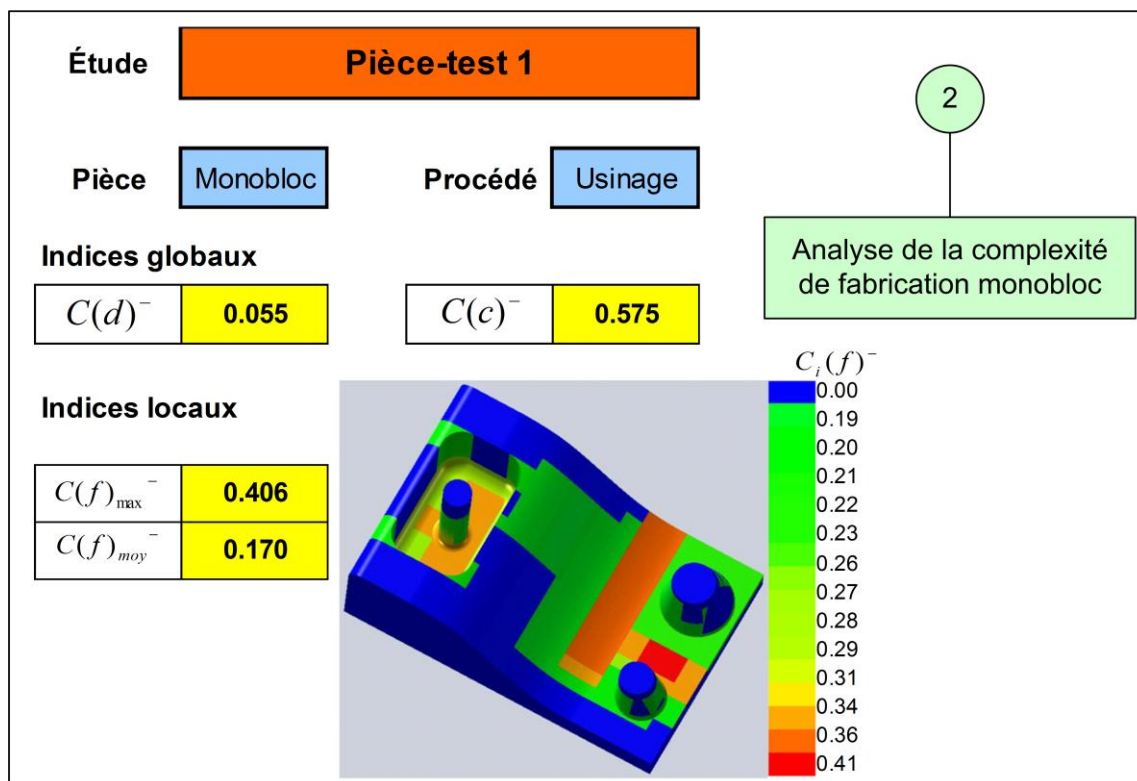 Étude
Pièce-test 1
2
Pièce
Monobloc
Procédé
Usinage
Analyse de la complexité
de fabrication monobloc
Indices globaux
C(d)⁻
0.055
C(c)⁻
0.575
Indices locaux
C(f)max⁻
0.406
C(f)moy⁻
0.170
Ci(f)⁻
0.00
0.19
0.20
0.21
0.22
0.23
0.26
0.27
0.28
0.29
0.31
0.34
0.36
0.41